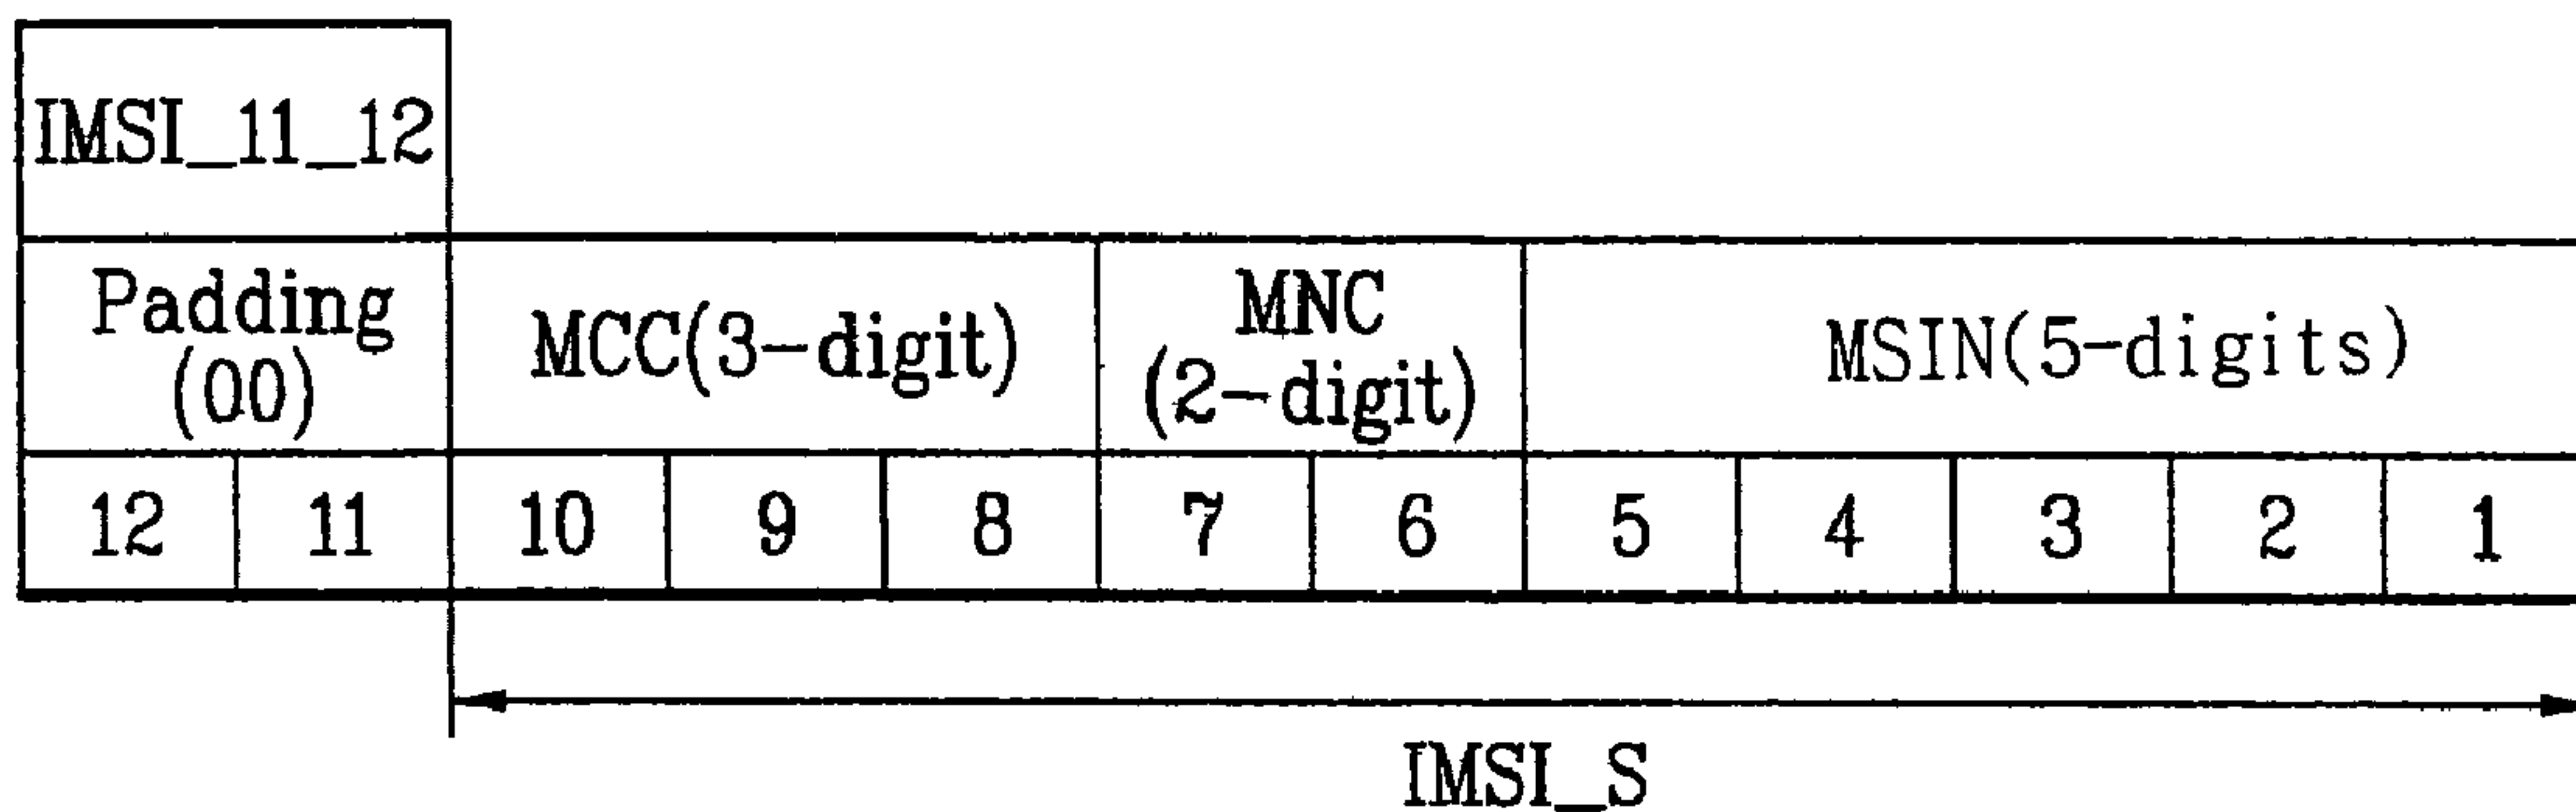 IMSI_11_12
Padding
(00)
MCC(3-digit)
MNC
(2-digit)
MSIN(5-digits)
12 11 10 9 8 7 6 5 4 3 2 1
IMSI_S